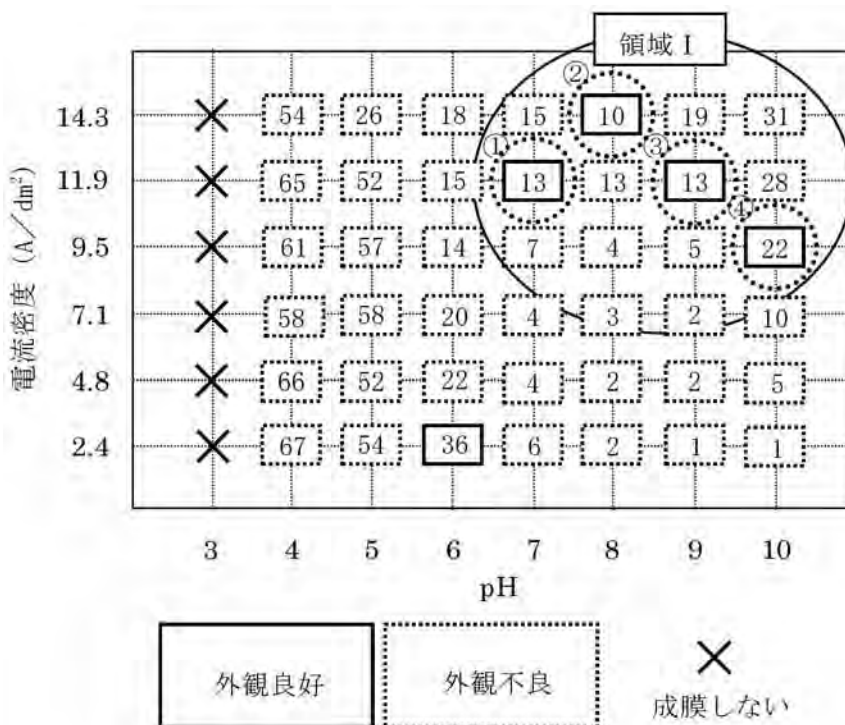 領域 I
②
14.3 54 26 18 15 10 19 31
① ③
11.9 65 52 15 13 13 13 28
④
9.5 61 57 14 7 4 5 22
7.1 58 58 20 4 3 2 10
4.8 66 52 22 4 2 2 5
2.4 67 54 36 6 2 1 1
電流密度 (A/dm²)
3 4 5 6 7 8 9 10
pH
外観良好 外観不良
成膜しない